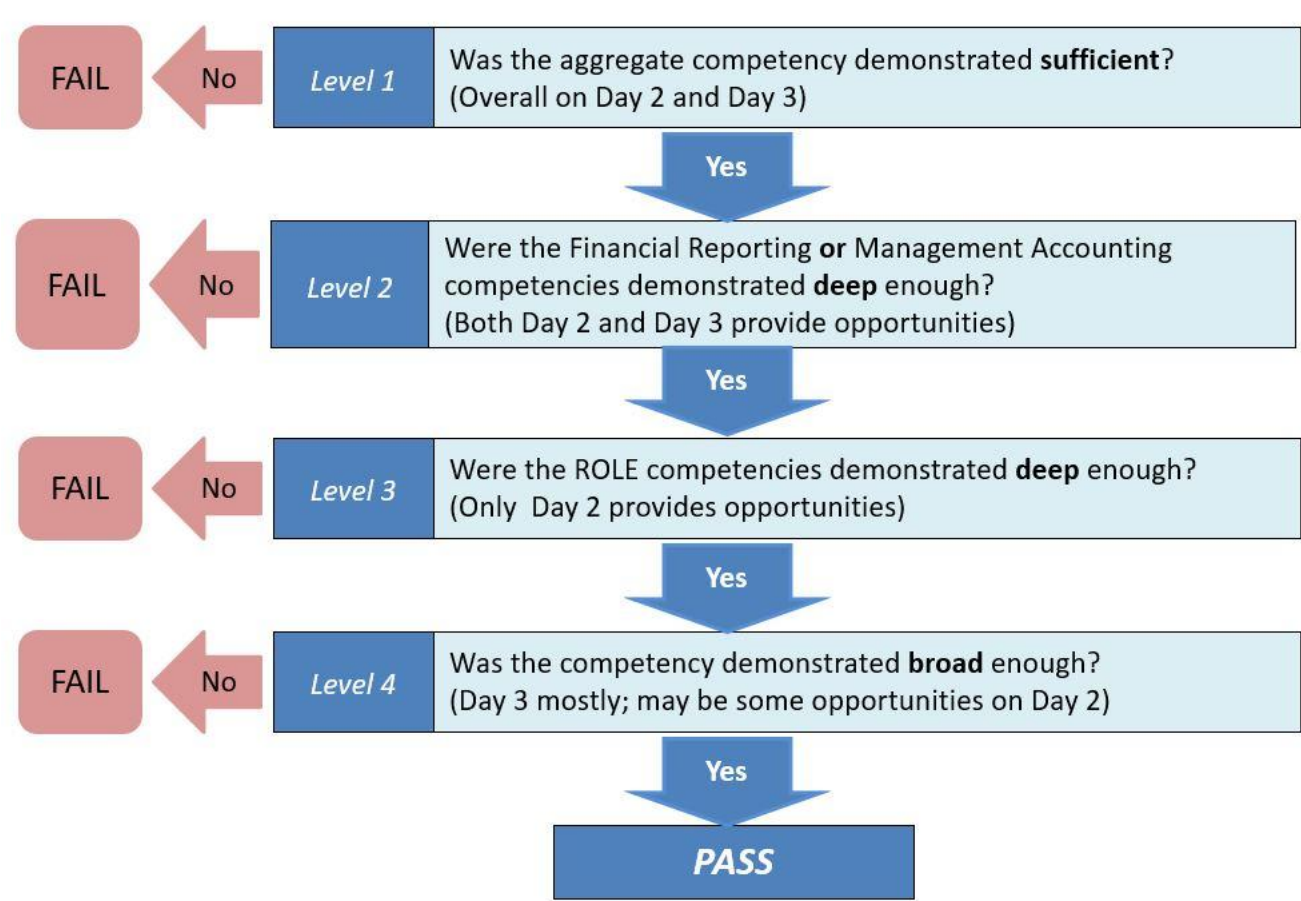 FAIL
No
Level 1
Was the aggregate competency demonstrated sufficient?
(Overall on Day 2 and Day 3)
Yes
FAIL
No
Level 2
Were the Financial Reporting or Management Accounting
competencies demonstrated deep enough?
(Both Day 2 and Day 3 provide opportunities)
Yes
FAIL
No
Level 3
Were the ROLE competencies demonstrated deep enough?
(Only Day 2 provides opportunities)
Yes
FAIL
No
Level 4
Was the competency demonstrated broad enough?
(Day 3 mostly; may be some opportunities on Day 2)
Yes
PASS